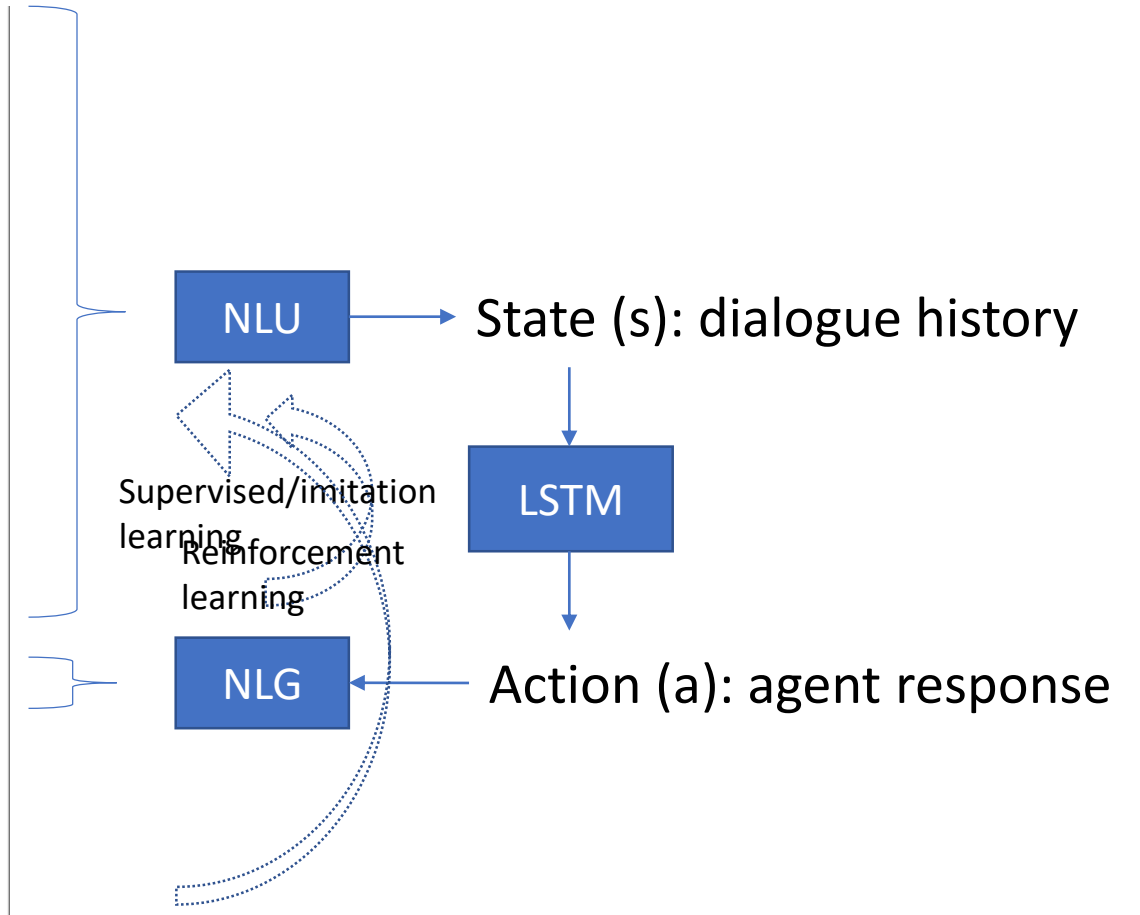 NLU
State (s): dialogue history
LSTM
Supervised/imitation
learning
Reinforcement
learning
NLG
Action (a): agent response